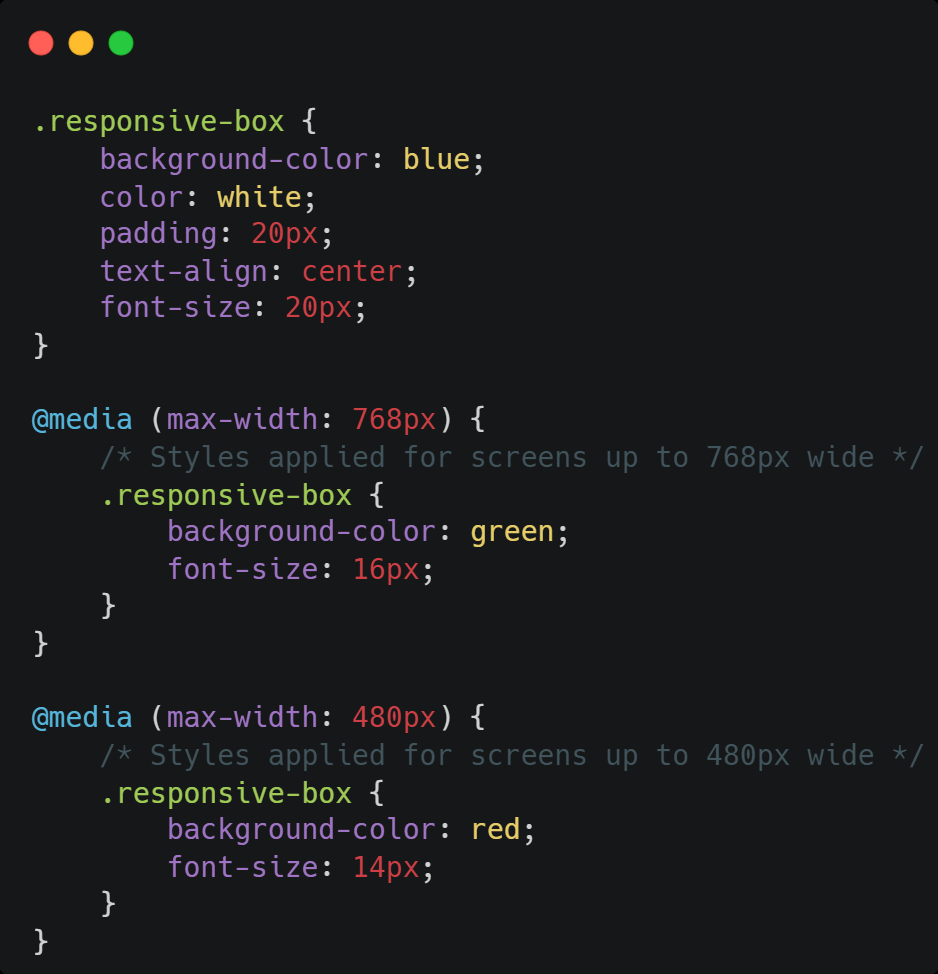 .responsive-box {
    background-color: blue;
    color: white;
    padding: 20px;
    text-align: center;
    font-size: 20px;
}

@media (max-width: 768px) {
    /* Styles applied for screens up to 768px wide */
    .responsive-box {
        background-color: green;
        font-size: 16px;
    }
}

@media (max-width: 480px) {
    /* Styles applied for screens up to 480px wide */
    .responsive-box {
        background-color: red;
        font-size: 14px;
    }
}